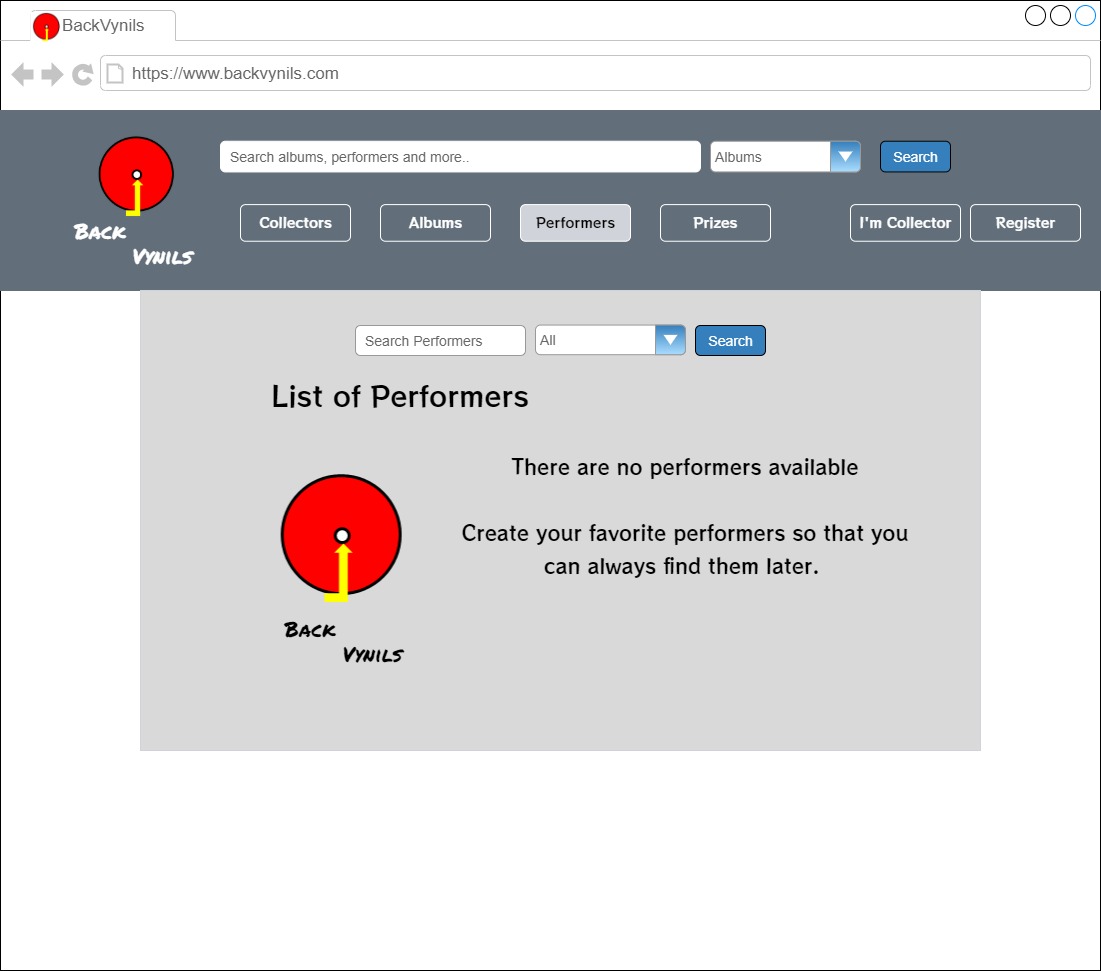 BackVynils
https://www.backvynils.com
Search albums, performers and more..
Albums
Search
Back
Vynils
Collectors
Albums
Performers
Prizes
I'm Collector
Register
Search Performers
All
Search
List of Performers
There are no performers available
Create your favorite performers so that you
can always find them later.
Back
Vynils